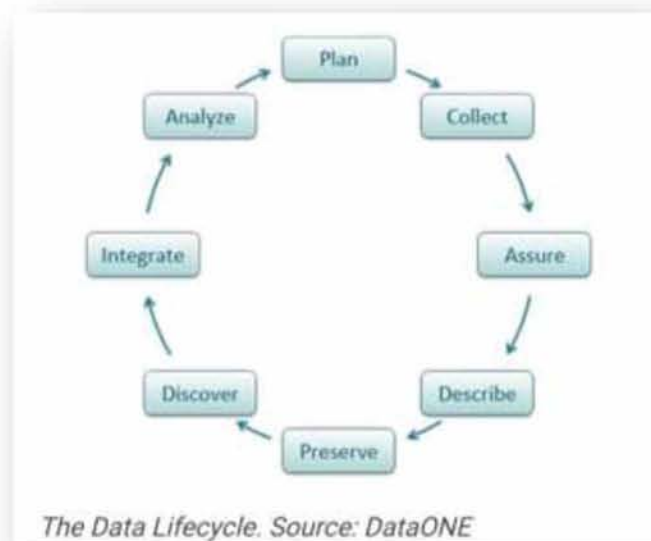 Plan
Collect
Assure
Describe
Preserve
Discover
Integrate
Analyze
The Data Lifecycle. Source: DataONE